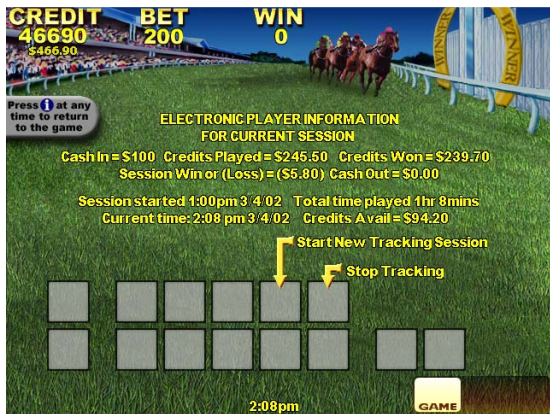 CREDIT BET WIN
46690 200 0
$466.90
WINNER
WINNER
Press i at any
time to return
to the game
ELECTRONIC PLAYER INFORMATION
FOR CURRENT SESSION
Cash In = $100 Credits Played = $245.50 Credits Won = $239.70
Session Win or (Loss) = ($5.80) Cash Out = $0.00
Session started 1:00pm 3/4/02 Total time played 1hr 8mins
Current time: 2:08 pm 3/4/02 Credits Avail = $94.20
Start New Tracking Session
Stop Tracking
2:08pm
GAME